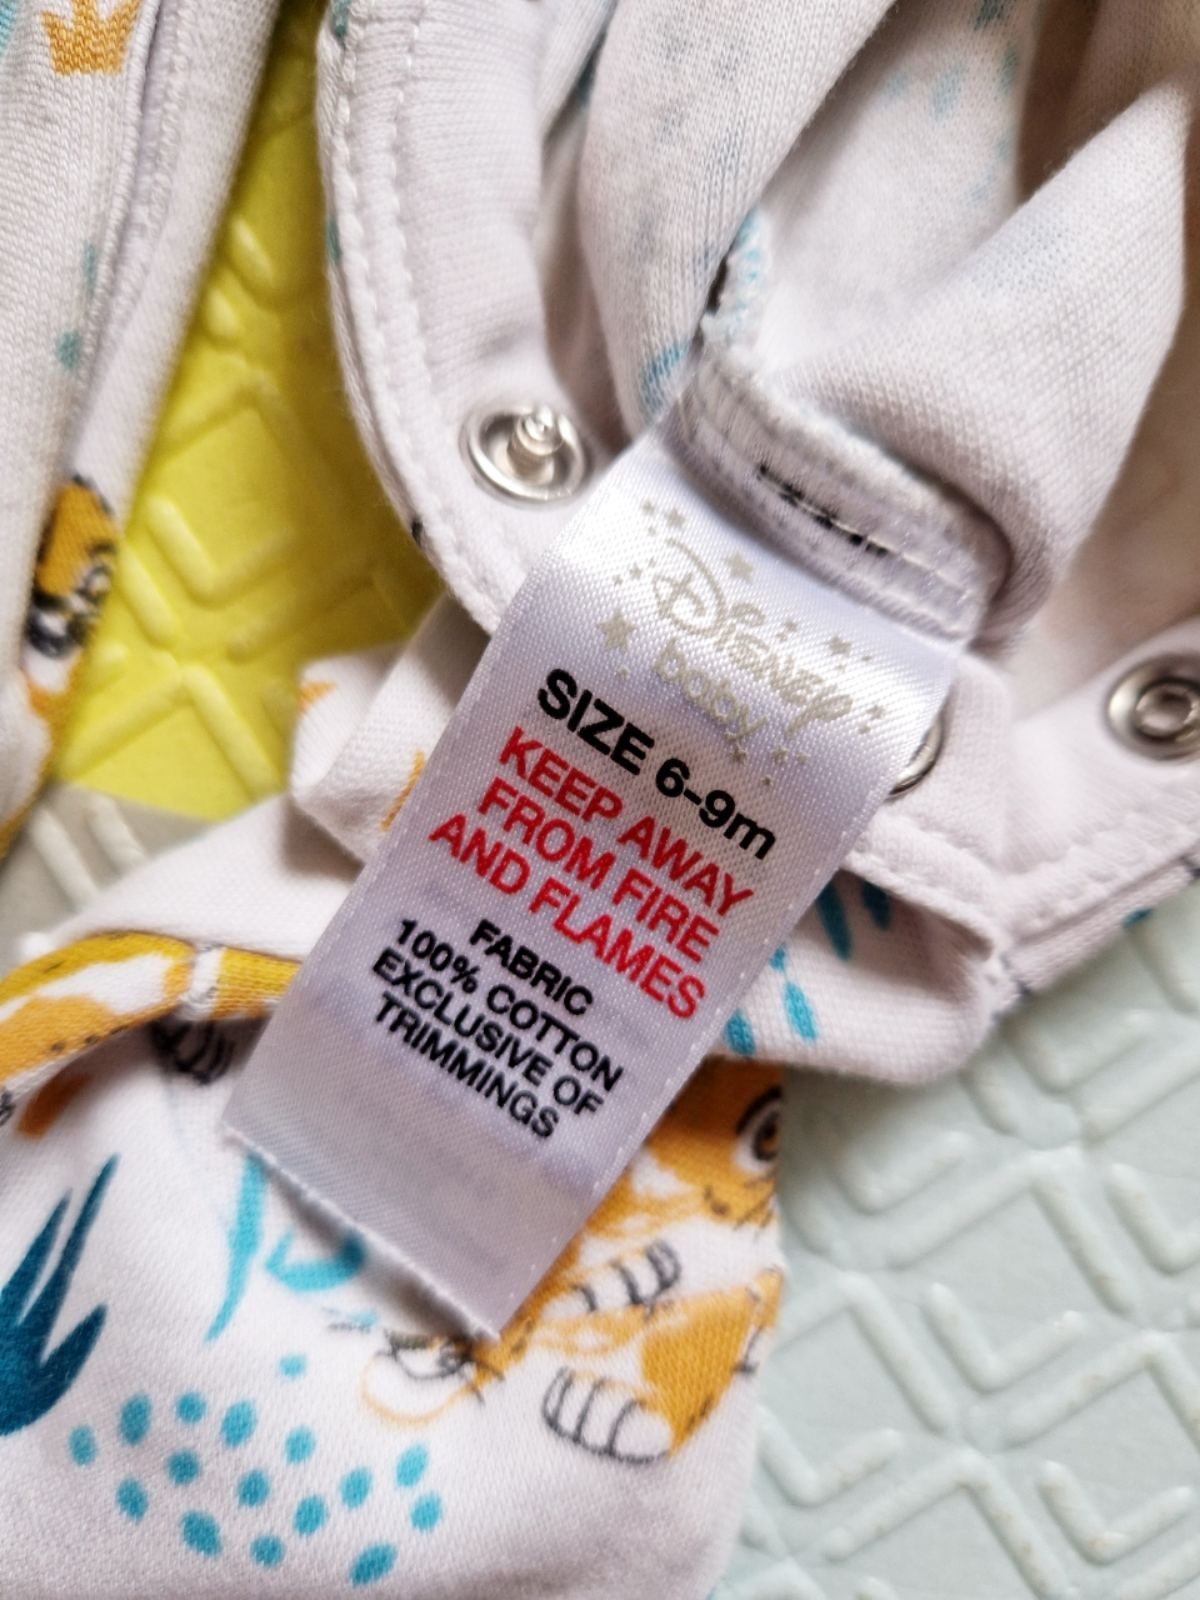 Disney
baby
SIZE 6-9m
KEEP AWAY
FROM FIRE
AND FLAMES
FABRIC
100% COTTON
EXCLUSIVE OF
TRIMMINGS